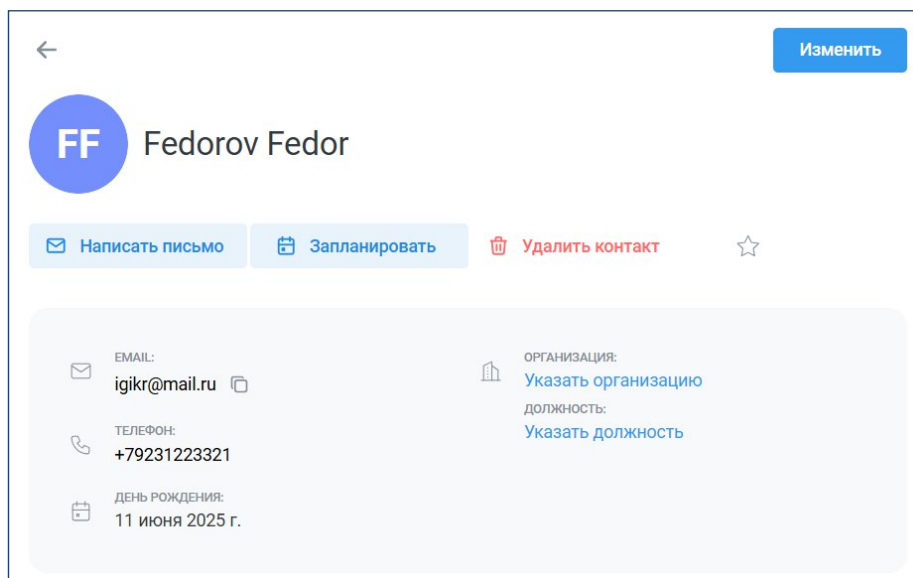 Изменить
FF
Fedorov Fedor
Написать письмо
Запланировать
Удалить контакт
EMAIL:
igikr@mail.ru
ТЕЛЕФОН:
+79231223321
ДЕНЬ РОЖДЕНИЯ:
11 июня 2025 г.
ОРГАНИЗАЦИЯ:
Указать организацию
ДОЛЖНОСТЬ:
Указать должность